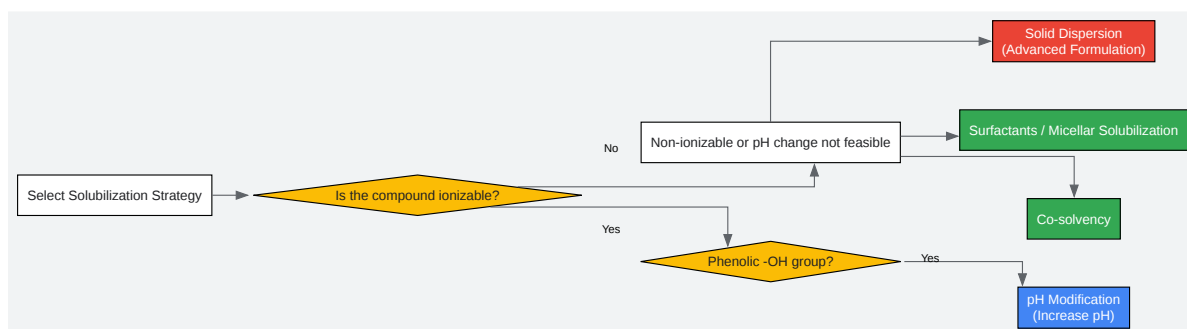 Solid Dispersion
(Advanced Formulation)
Surfactants / Micellar Solubilization
Non-ionizable or pH change not feasible
No
Select Solubilization Strategy
Is the compound ionizable?
Co-solvency
Yes
Phenolic -OH group?
Yes
pH Modification
(Increase pH)